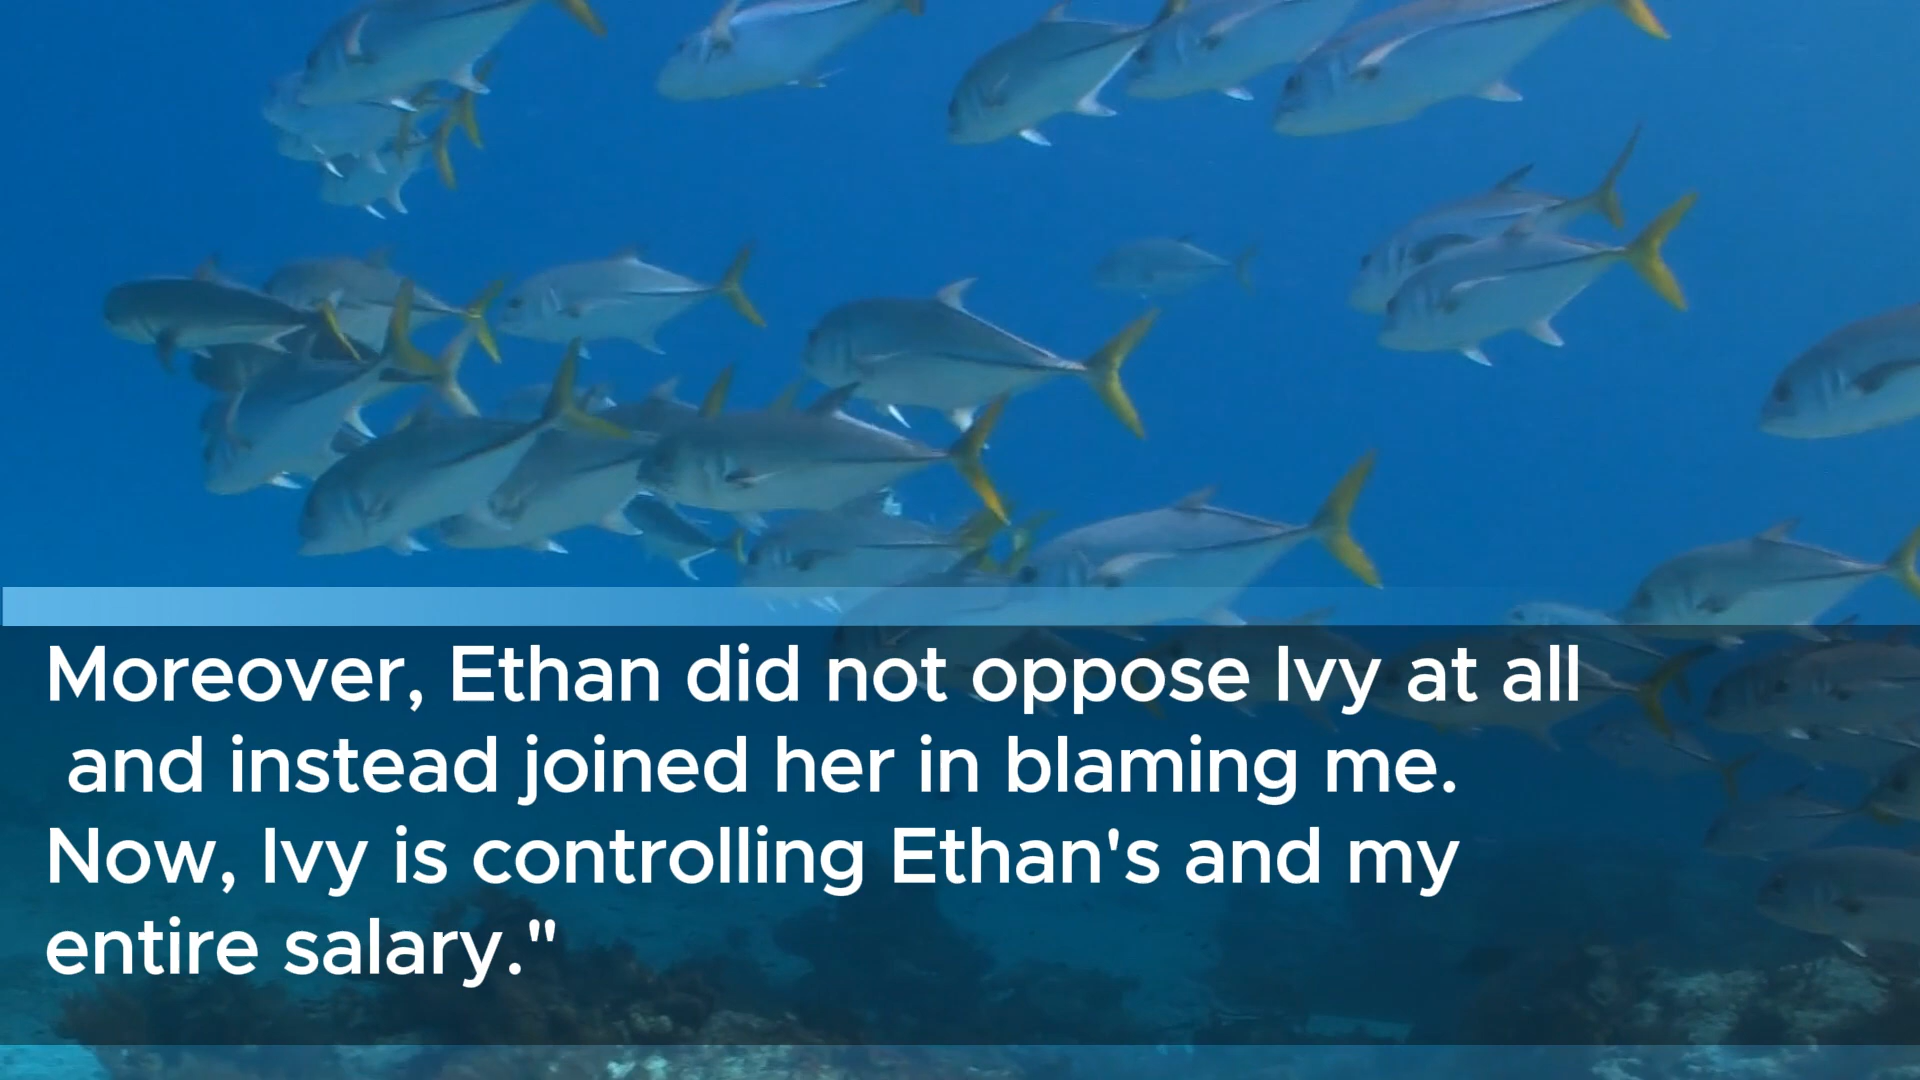 Moreover, Ethan did not oppose Ivy at all
and instead joined her in blaming me.
Now, Ivy is controlling Ethan's and my
entire salary."